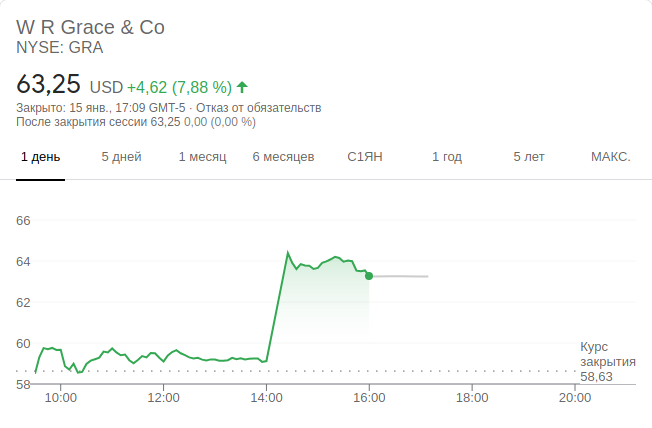 W R Grace & Co
NYSE: GRA
63,25 USD +4,62 (7,88 %)
Закрыто: 15 янв., 17:09 GMT-5 · Отказ от обязательств
После закрытия сессии 63,25 0,00 (0,00 %)
1 день 5 дней 1 месяц 6 месяцев С1ЯН 1 год 5 лет МАКС.
66
64
62
60
Курс
закрытия
58,63
58
10:00 12:00 14:00 16:00 18:00 20:00